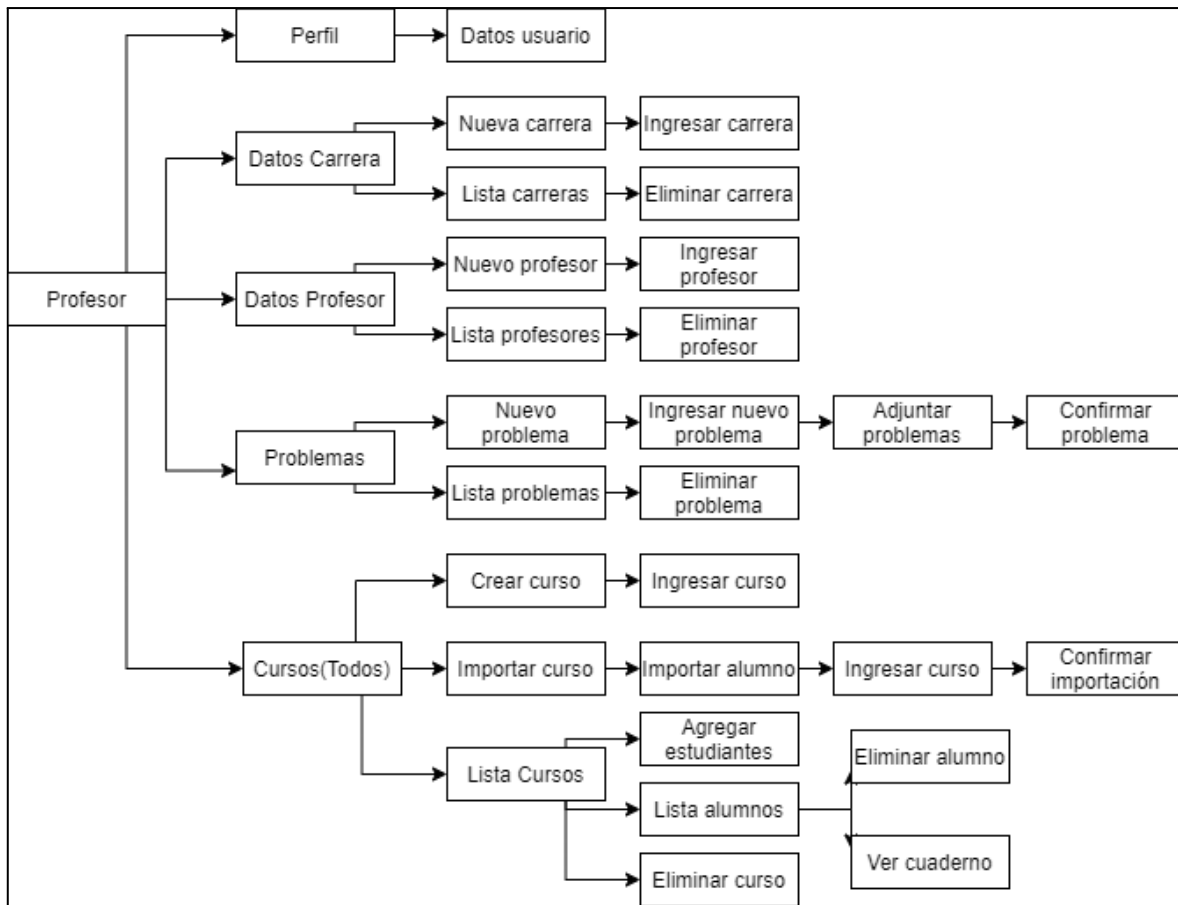 Perfil
Datos usuario
Nueva carrera
Ingresar carrera
Datos Carrera
Lista carreras
Eliminar carrera
Nuevo profesor
Ingresar
profesor
Profesor
Datos Profesor
Lista profesores
Eliminar
profesor
Nuevo
problema
Ingresar nuevo
problema
Adjuntar
problemas
Confirmar
problema
Problemas
Lista problemas
Eliminar
problema
Crear curso
Ingresar curso
Cursos(Todos)
Importar curso
Importar alumno
Ingresar curso
Confirmar
importación
Agregar
estudiantes
Lista Cursos
Eliminar alumno
Lista alumnos
Ver cuaderno
Eliminar curso